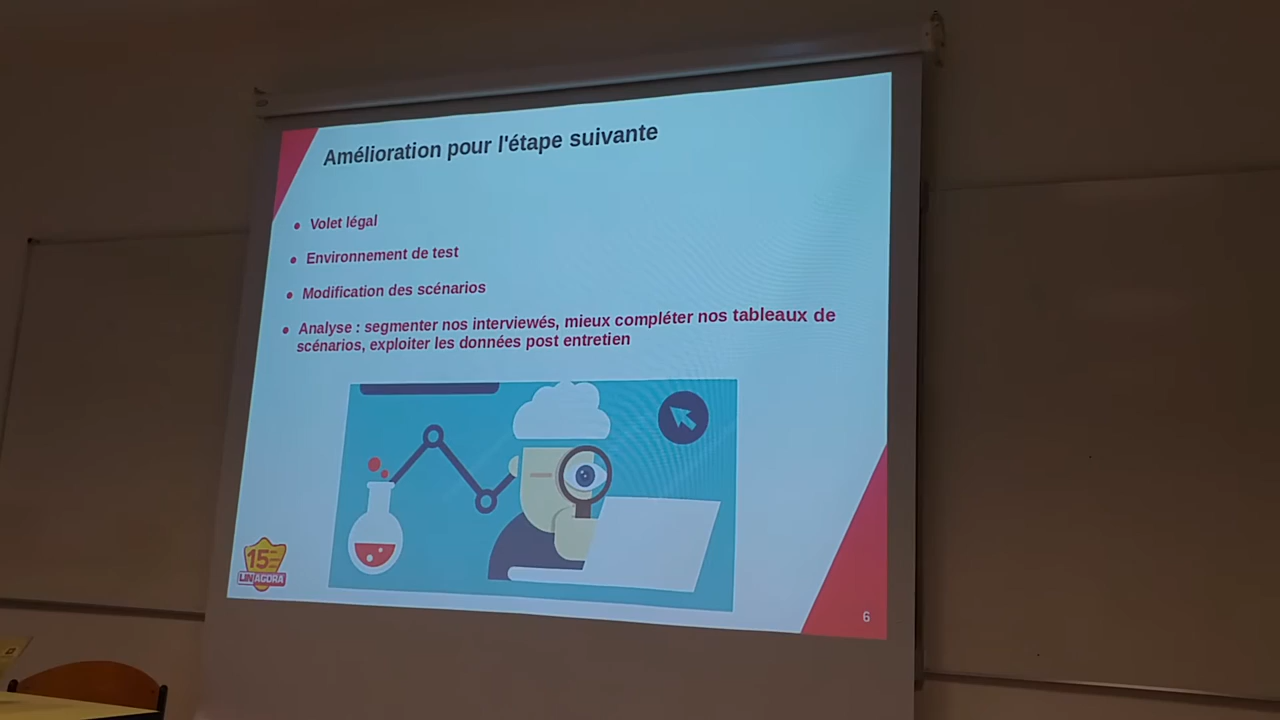 Amélioration pour l'étape suivante
• Volet légal
• Environnement de test
• Modification des scénarios
• Analyse : segmenter nos interviewés, mieux compléter nos tableaux de
scénarios, exploiter les données post entretien
15
LINAGORA
6